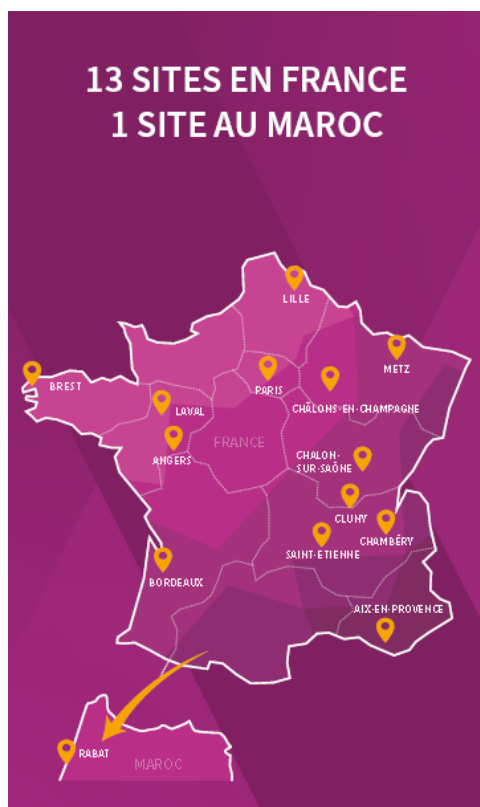 13 SITES EN FRANCE
1 SITE AU MAROC
LILLE
METZ
BREST
PARIS
LAVAL
CHÂLONS-EN-CHAMPAGNE
FRANCE
ANGERS
CHALON-
SUR-SAÔNE
CLUNY
CHAMBÉRY
SAINT-ETIENNE
BORDEAUX
AIX-EN-PROVENCE
RABAT
MAROC